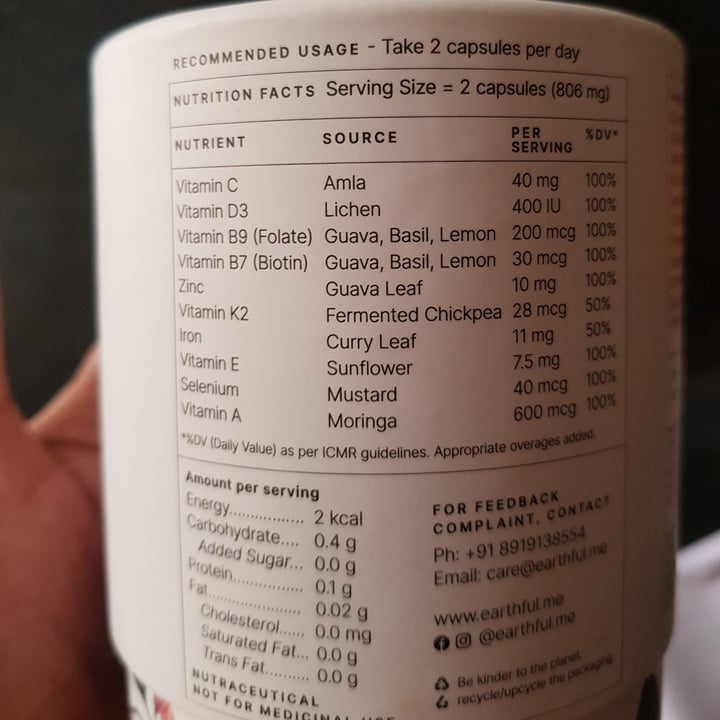 RECOMMENDED USAGE - Take 2 capsules per day
NUTRITION FACTS Serving Size = 2 capsules (806 mg)
NUTRIENT SOURCE PER SERVING %DV*
Vitamin C Amla 40 mg 100%
Vitamin D3 Lichen 400 IU 100%
Vitamin B9 (Folate) Guava, Basil, Lemon 200 mcg 100%
Vitamin B7 (Biotin) Guava, Basil, Lemon 30 mcg 100%
Zinc Guava Leaf 10 mg 100%
Vitamin K2 Fermented Chickpea 28 mcg 50%
Iron Curry Leaf 11 mg 50%
Vitamin E Sunflower 7.5 mg 100%
Selenium Mustard 40 mcg 100%
Vitamin A Moringa 600 mcg 100%
*%DV (Daily Value) as per ICMR guidelines. Appropriate overages added.
Amount per serving
Energy................. 2 kcal
Carbohydrate.... 0.4 g
Added Sugar... 0.0 g
Protein............... 0.1 g
Fat..................... 0.02 g
Cholesterol...... 0.0 mg
Saturated Fat... 0.0 g
Trans Fat.......... 0.0 g
NUTRACEUTICAL
NOT FOR MEDICINAL USE
FOR FEEDBACK
COMPLAINT, CONTACT
Ph: +91 8919138554
Email: care@earthful.me
www.earthful.me
@earthful.me
Be kinder to the planet,
recycle/upcycle the packaging